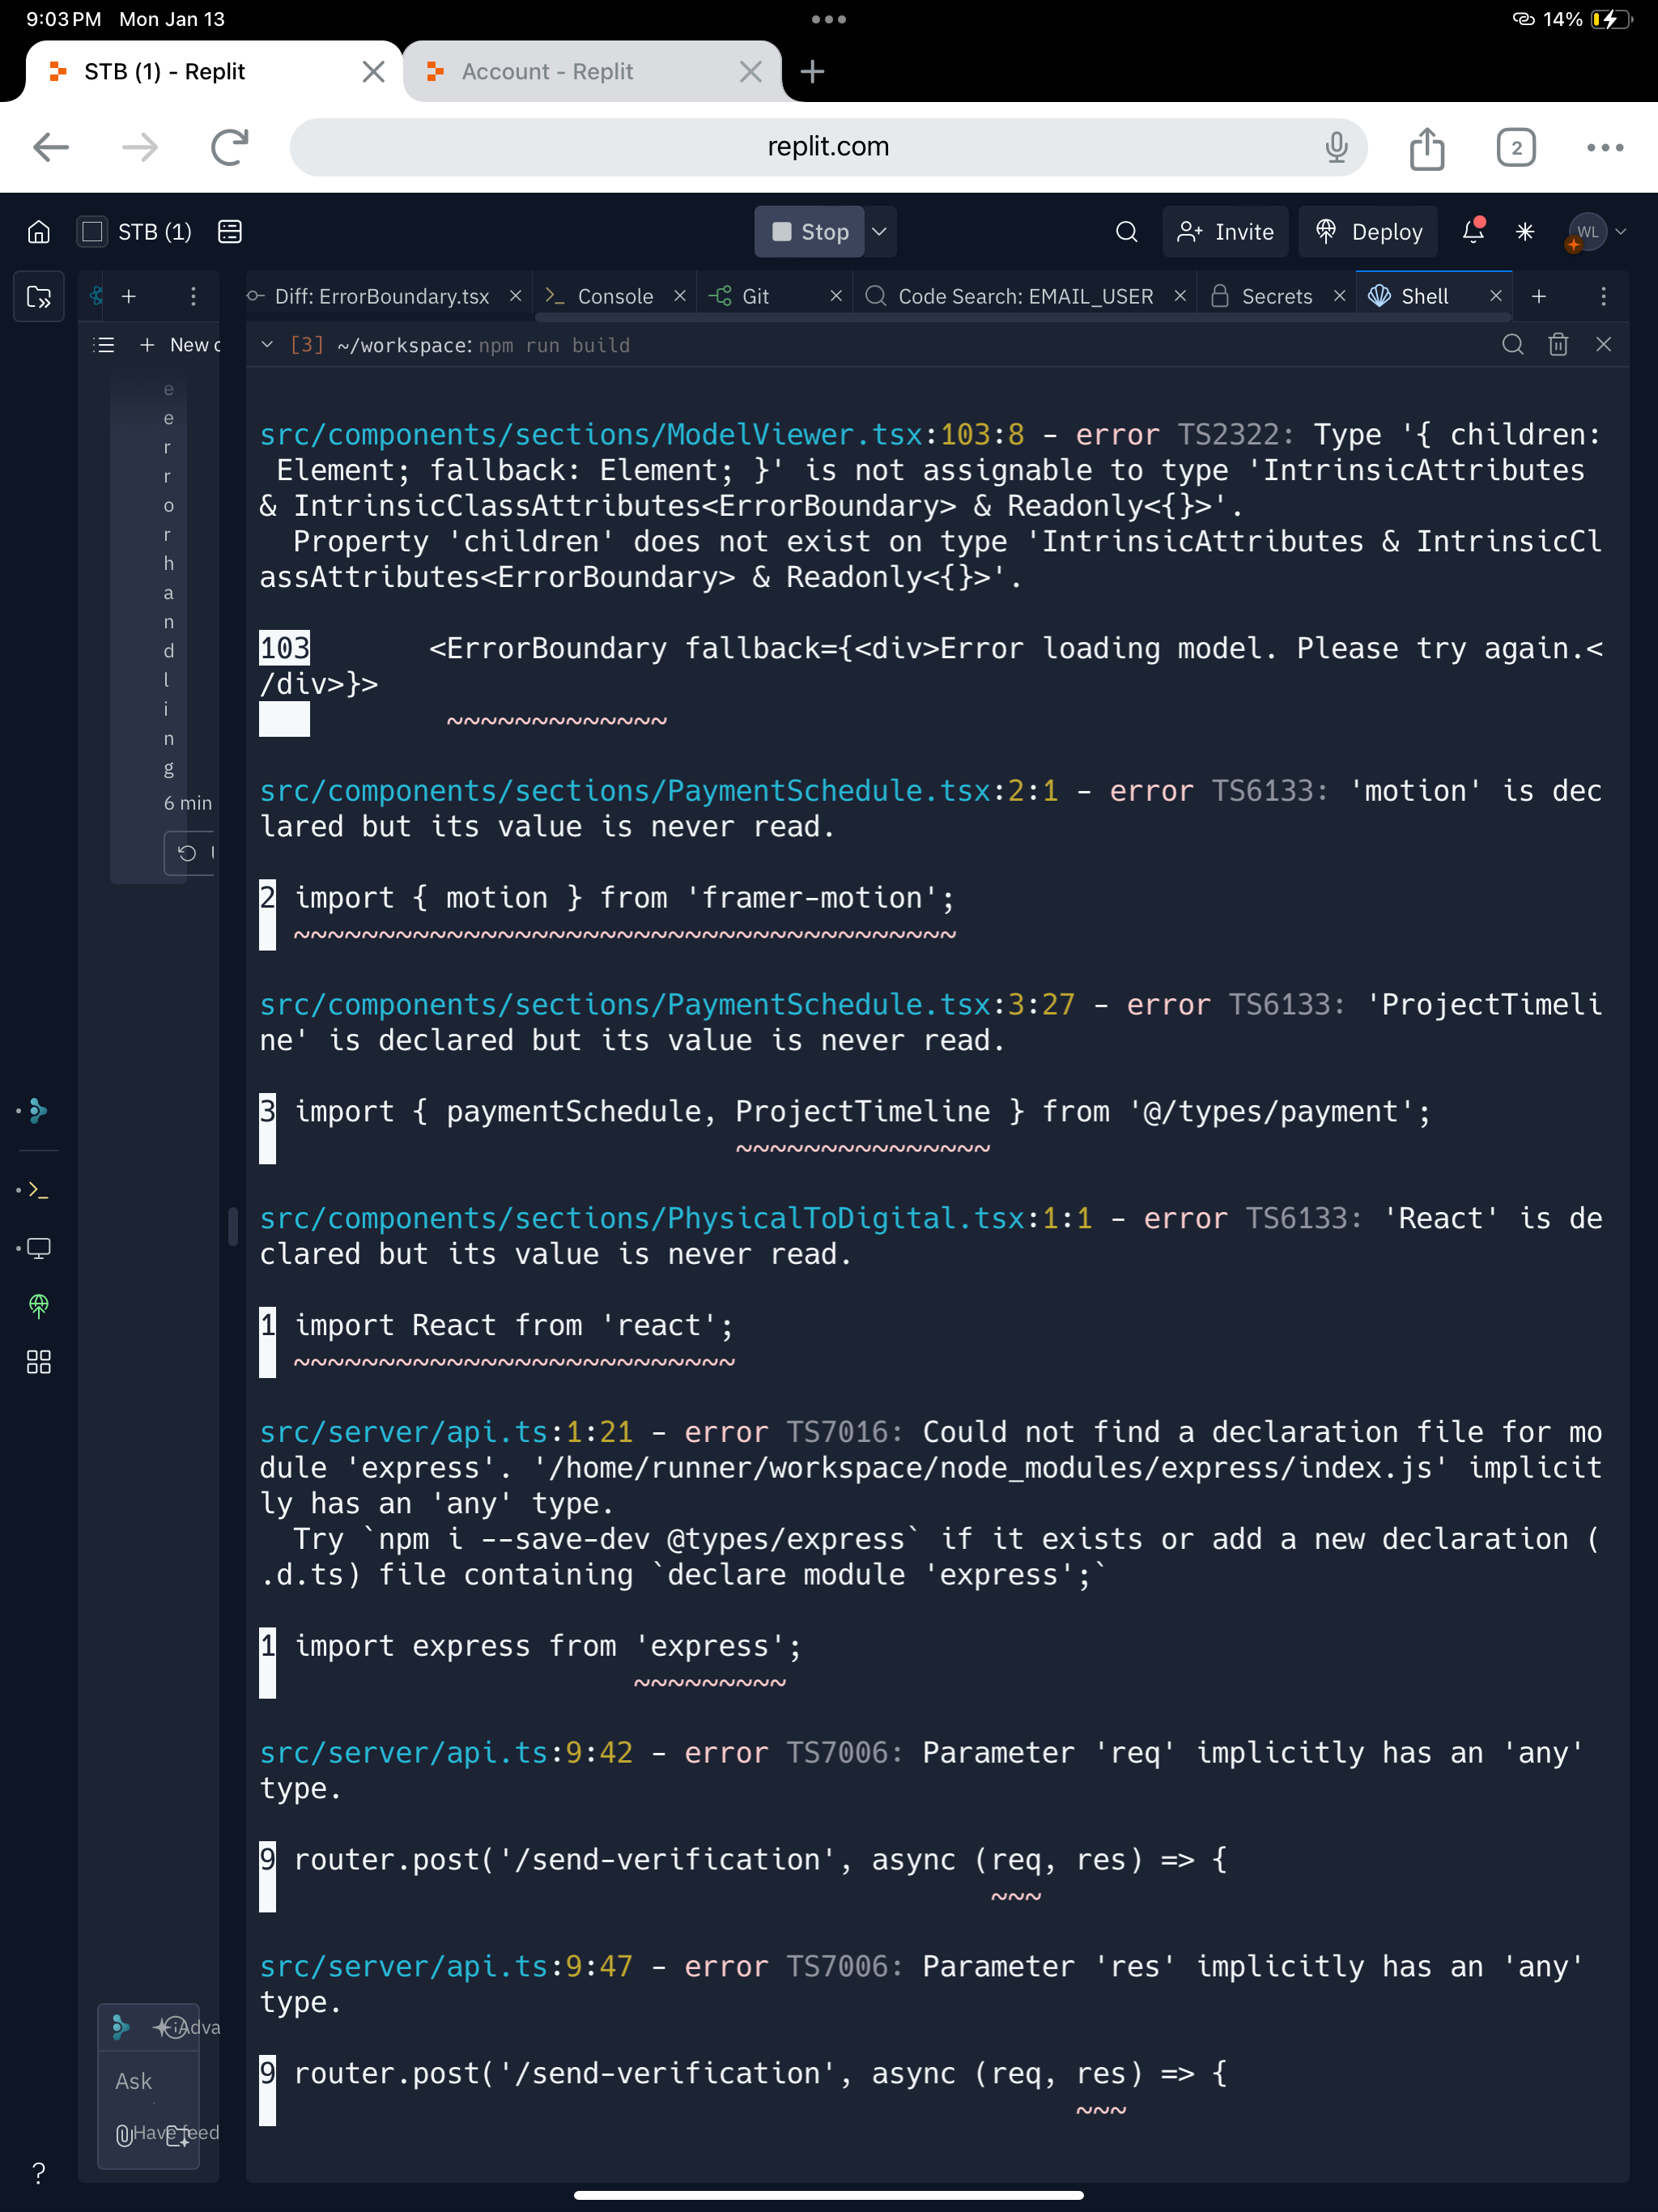 9:03 PM Mon Jan 13
14%
STB (1) - Replit
Account - Replit
replit.com
2
STB (1)
Stop
Invite
Deploy
WL
Diff: ErrorBoundary.tsx
Console
Git
Code Search: EMAIL_USER
Secrets
Shell
New
[3] ~/workspace: npm run build
e
e
r
r
o
r
h
a
n
d
l
i
n
g
6 min
src/components/sections/ModelViewer.tsx:103:8 - error TS2322: Type '{ children:
Element; fallback: Element; }' is not assignable to type 'IntrinsicAttributes
& IntrinsicClassAttributes<ErrorBoundary> & Readonly<{}>'.
Property 'children' does not exist on type 'IntrinsicAttributes & IntrinsicCl
assAttributes<ErrorBoundary> & Readonly<{}>'.
103 <ErrorBoundary fallback={<div>Error loading model. Please try again.<
/div>}>
~~~~~~~~~~~~~
src/components/sections/PaymentSchedule.tsx:2:1 - error TS6133: 'motion' is dec
lared but its value is never read.
2 import { motion } from 'framer-motion';
~~~~~~~~~~~~~~~~~~~~~~~~~~~~~~~~~~~~~~~
src/components/sections/PaymentSchedule.tsx:3:27 - error TS6133: 'ProjectTimeli
ne' is declared but its value is never read.
3 import { paymentSchedule, ProjectTimeline } from '@/types/payment';
~~~~~~~~~~~~~~~
src/components/sections/PhysicalToDigital.tsx:1:1 - error TS6133: 'React' is de
clared but its value is never read.
1 import React from 'react';
~~~~~~~~~~~~~~~~~~~~~~~~~~
src/server/api.ts:1:21 - error TS7016: Could not find a declaration file for mo
dule 'express'. '/home/runner/workspace/node_modules/express/index.js' implicit
ly has an 'any' type.
Try `npm i --save-dev @types/express` if it exists or add a new declaration (
.d.ts) file containing `declare module 'express';`
1 import express from 'express';
~~~~~~~~~
src/server/api.ts:9:42 - error TS7006: Parameter 'req' implicitly has an 'any'
type.
9 router.post('/send-verification', async (req, res) => {
~~~
src/server/api.ts:9:47 - error TS7006: Parameter 'res' implicitly has an 'any'
type.
9 router.post('/send-verification', async (req, res) => {
~~~
Adva
Ask
Have feed
?